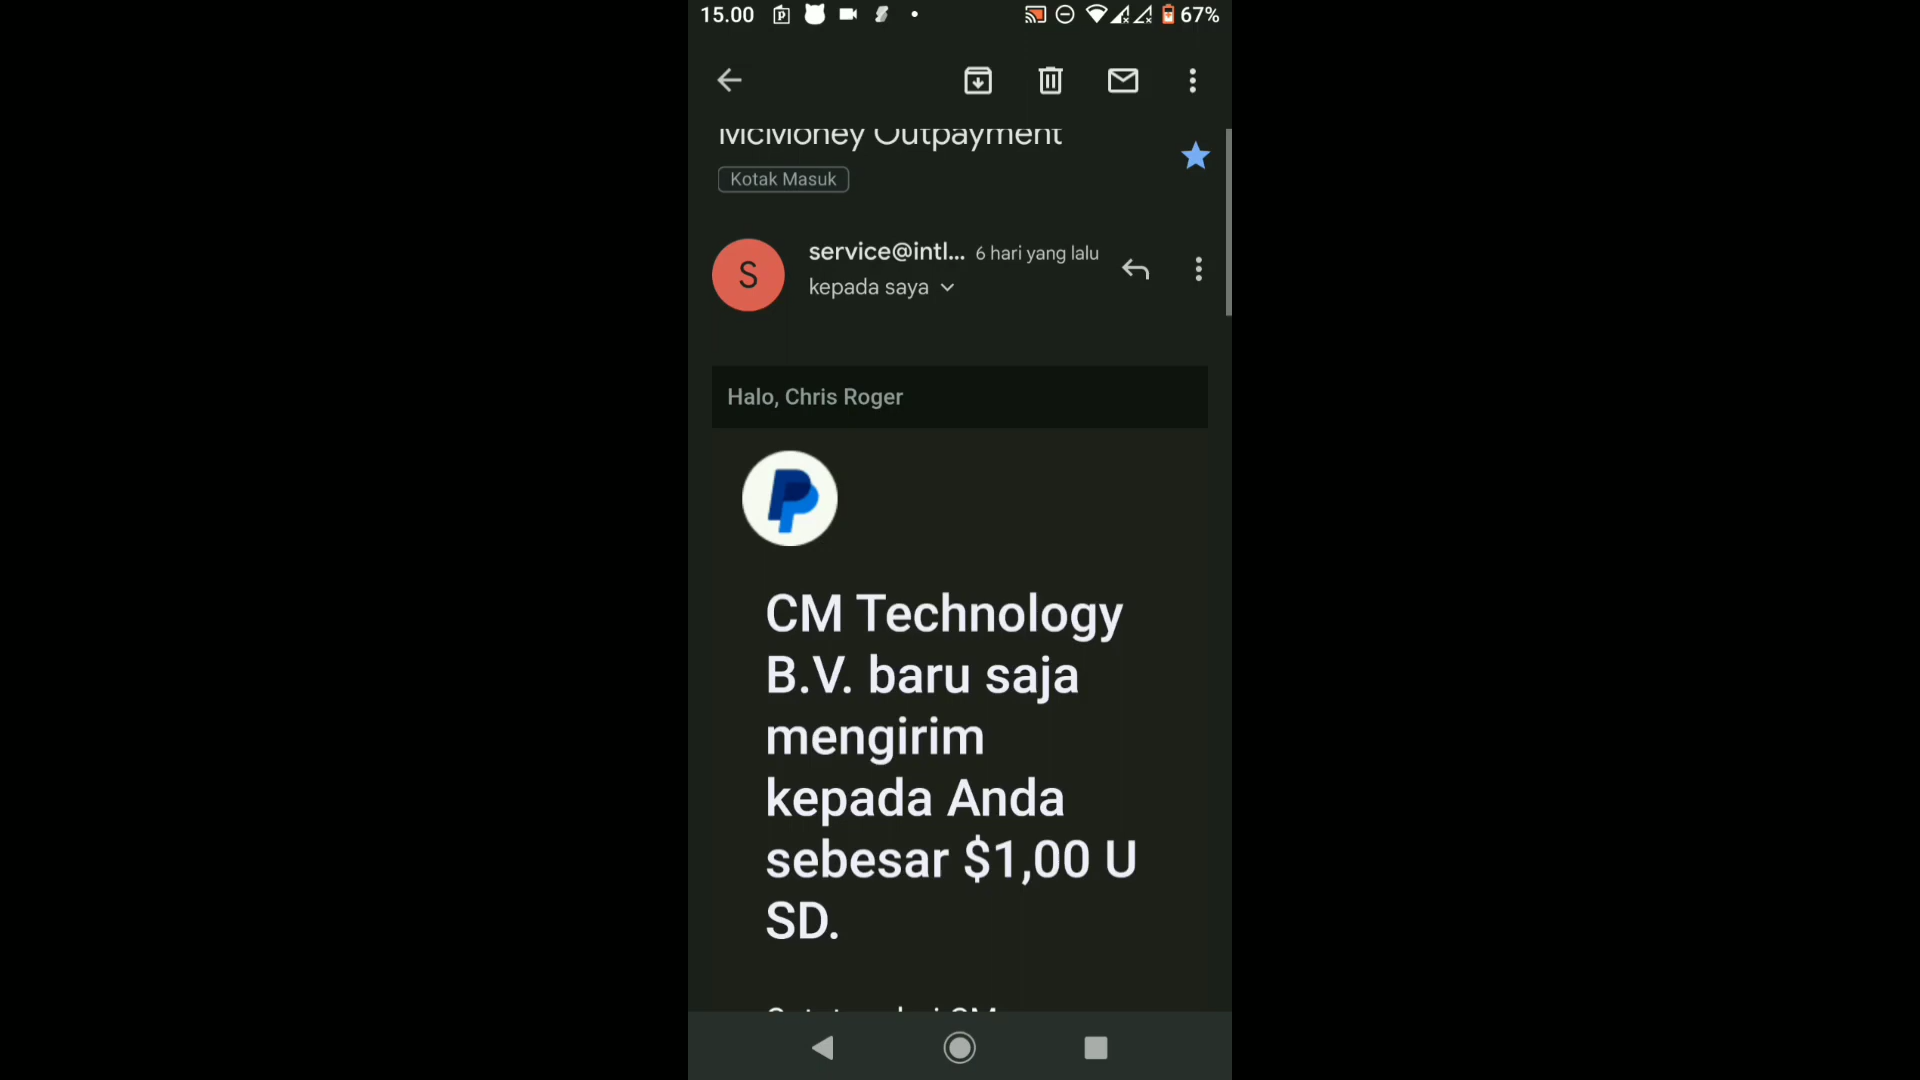 15.00
67%
McMoney Outpayment
Kotak Masuk
service@intl... 6 hari yang lalu
kepada saya
S
Halo, Chris Roger
CM Technology
B.V. baru saja
mengirim
kepada Anda
sebesar $1,00 U
SD.